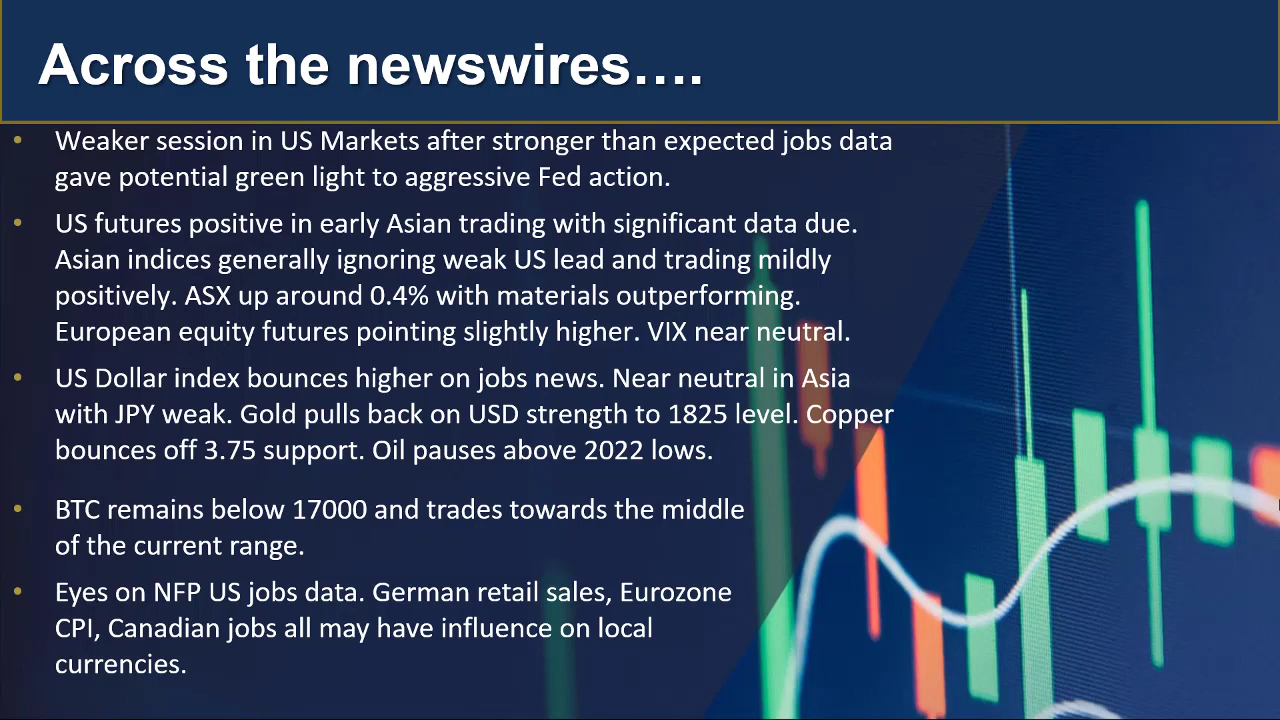 Across the newswires....
• Weaker session in US Markets after stronger than expected jobs data
gave potential green light to aggressive Fed action.
• US futures positive in early Asian trading with significant data due.
Asian indices generally ignoring weak US lead and trading mildly
positively. ASX up around 0.4% with materials outperforming.
European equity futures pointing slightly higher. VIX near neutral.
• US Dollar index bounces higher on jobs news. Near neutral in Asia
with JPY weak. Gold pulls back on USD strength to 1825 level. Copper
bounces off 3.75 support. Oil pauses above 2022 lows.
• BTC remains below 17000 and trades towards the middle
of the current range.
• Eyes on NFP US jobs data. German retail sales, Eurozone
CPI, Canadian jobs all may have influence on local
currencies.